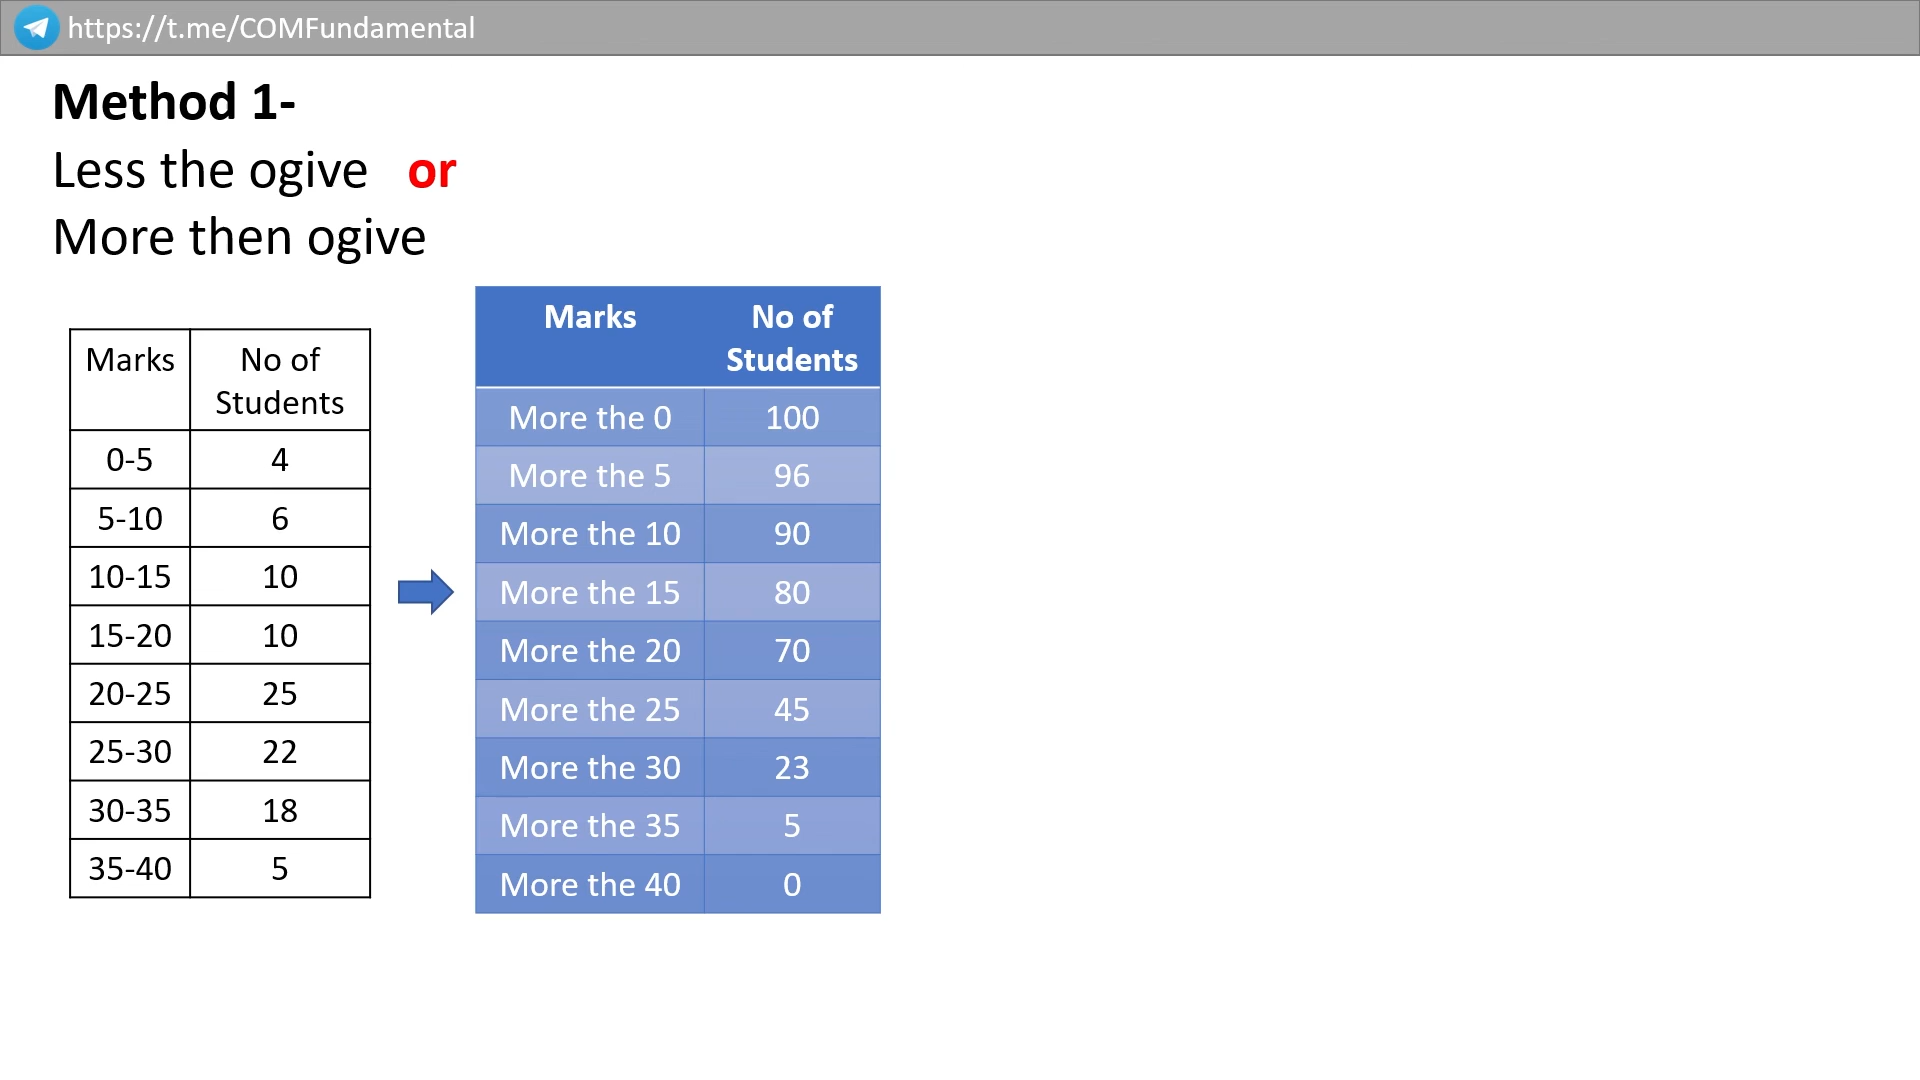 https://t.me/COMFundamental
Method 1-
Less the ogive or
More then ogive
Marks No of
Students
0-5 4
5-10 6
10-15 10
15-20 10
20-25 25
25-30 22
30-35 18
35-40 5
Marks No of
Students
More the 0 100
More the 5 96
More the 10 90
More the 15 80
More the 20 70
More the 25 45
More the 30 23
More the 35 5
More the 40 0